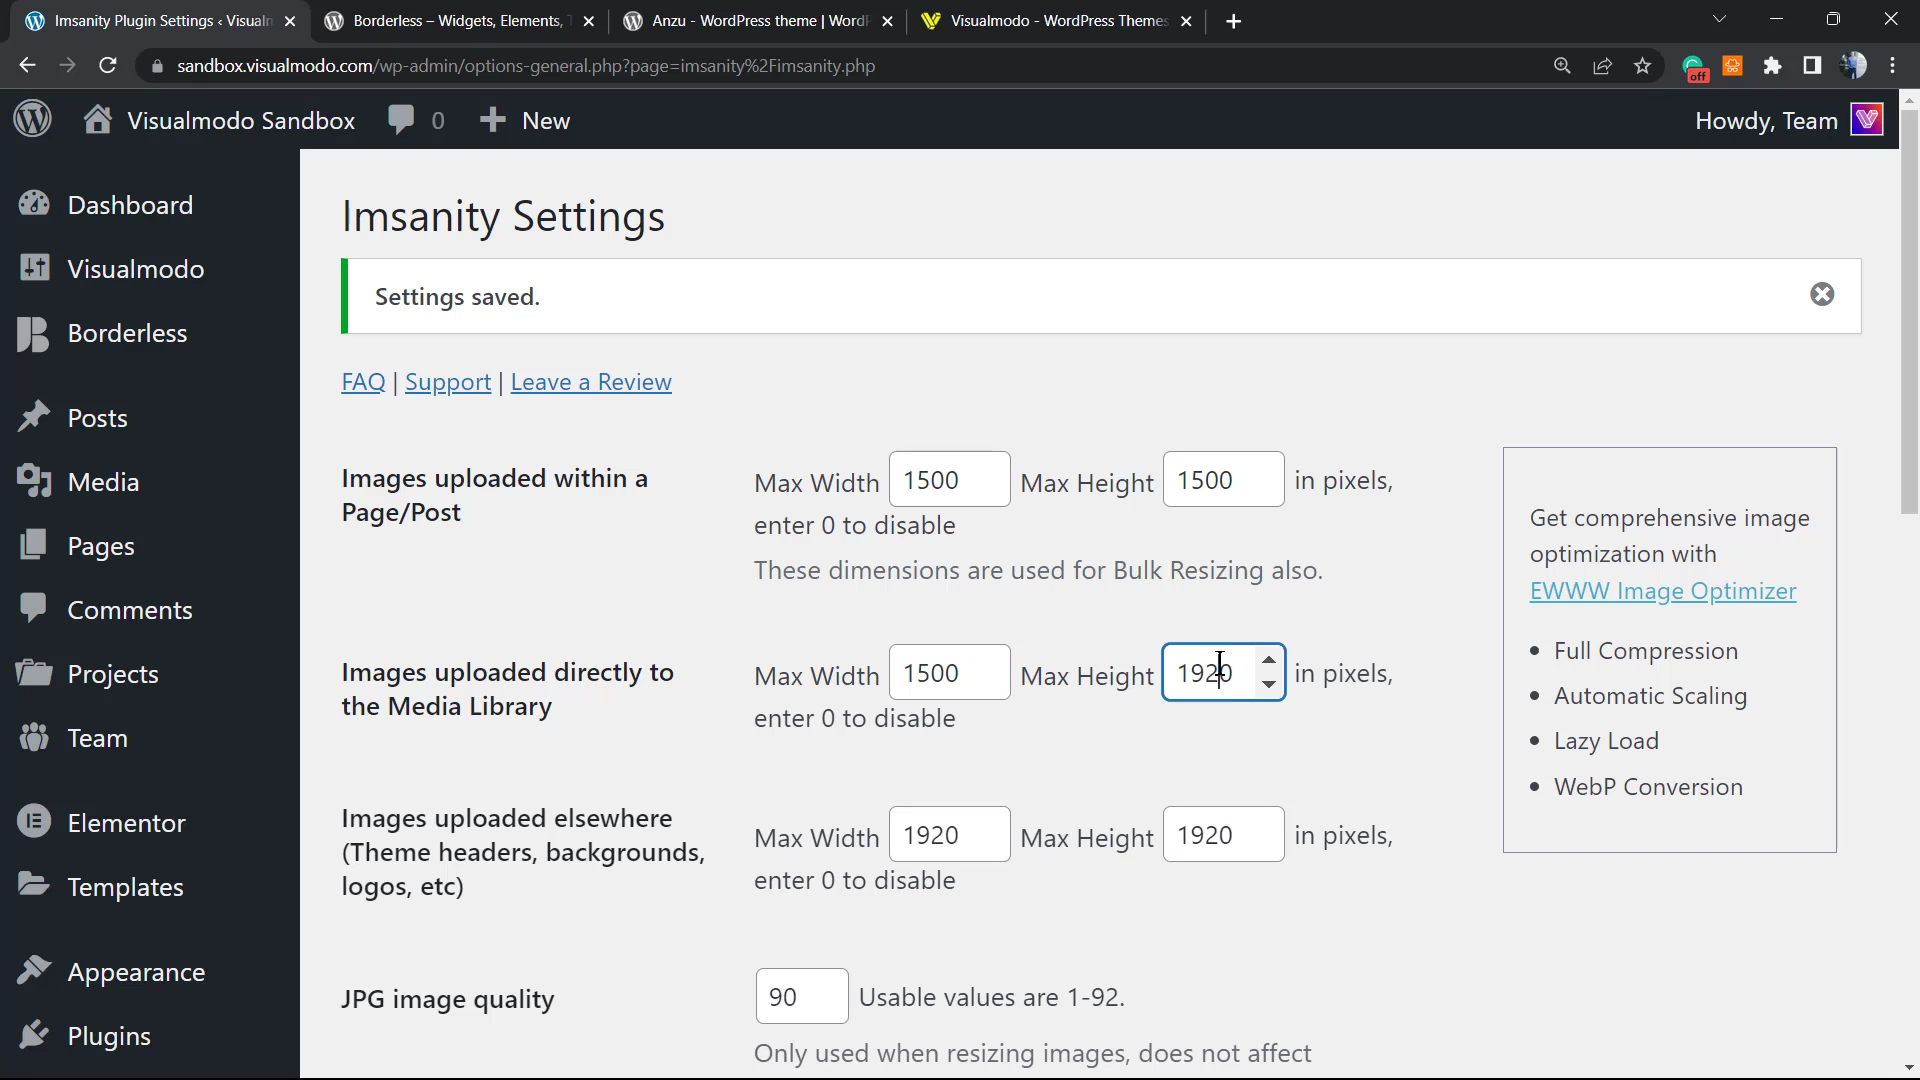 Imsanity Plugin Settings ‹ Visualm
Borderless – Widgets, Elements, T
Anzu - WordPress theme | WordP
Visualmodo - WordPress Themes
sandbox.visualmodo.com/wp-admin/options-general.php?page=imsanity%2Fimsanity.php
off
Visualmodo Sandbox
0
New
Howdy, Team
Dashboard
Visualmodo
Borderless
Posts
Media
Pages
Comments
Projects
Team
Elementor
Templates
Appearance
Plugins
Imsanity Settings
Settings saved.
FAQ | Support | Leave a Review
Images uploaded within a
Page/Post
Max Width 1500 Max Height 1500 in pixels,
enter 0 to disable
These dimensions are used for Bulk Resizing also.
Images uploaded directly to
the Media Library
Max Width 1500 Max Height 1920 in pixels,
enter 0 to disable
Images uploaded elsewhere
(Theme headers, backgrounds,
logos, etc)
Max Width 1920 Max Height 1920 in pixels,
enter 0 to disable
JPG image quality
90 Usable values are 1-92.
Only used when resizing images, does not affect
Get comprehensive image
optimization with
EWWW Image Optimizer
• Full Compression
• Automatic Scaling
• Lazy Load
• WebP Conversion